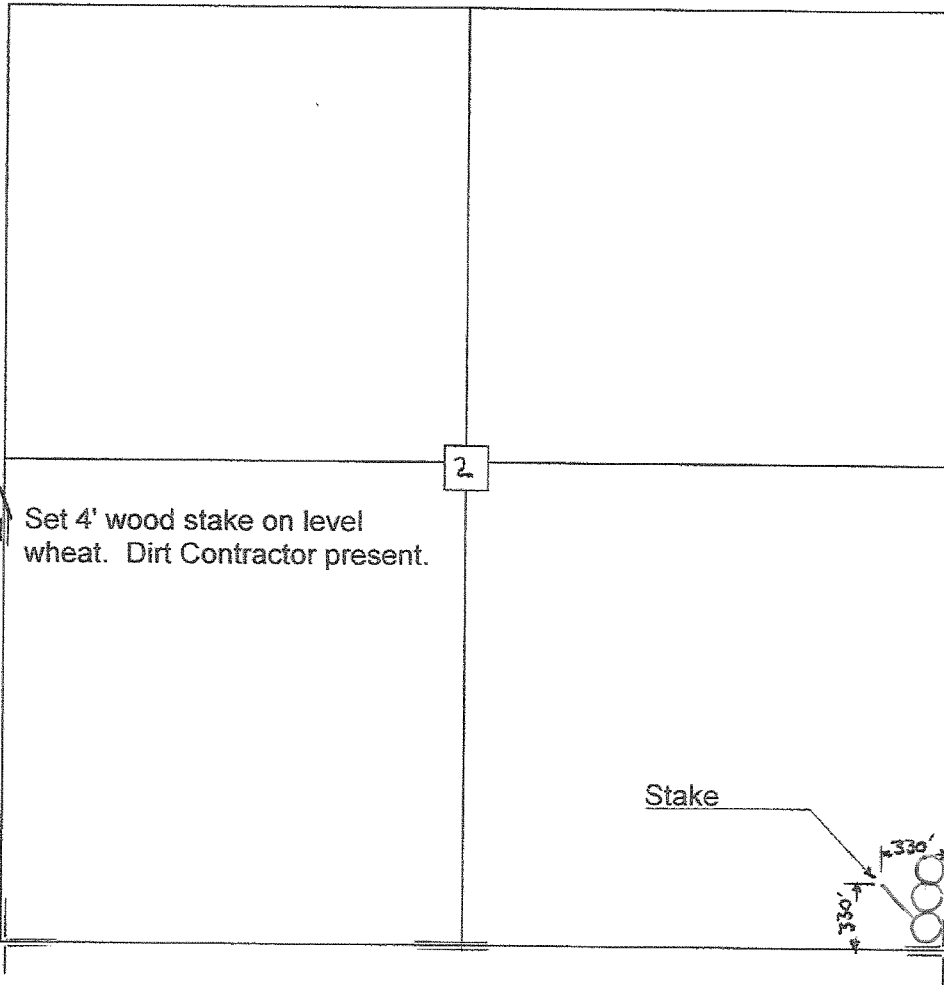 2
Set 4' wood stake on level
wheat. Dirt Contractor present.
Stake
330'
330'